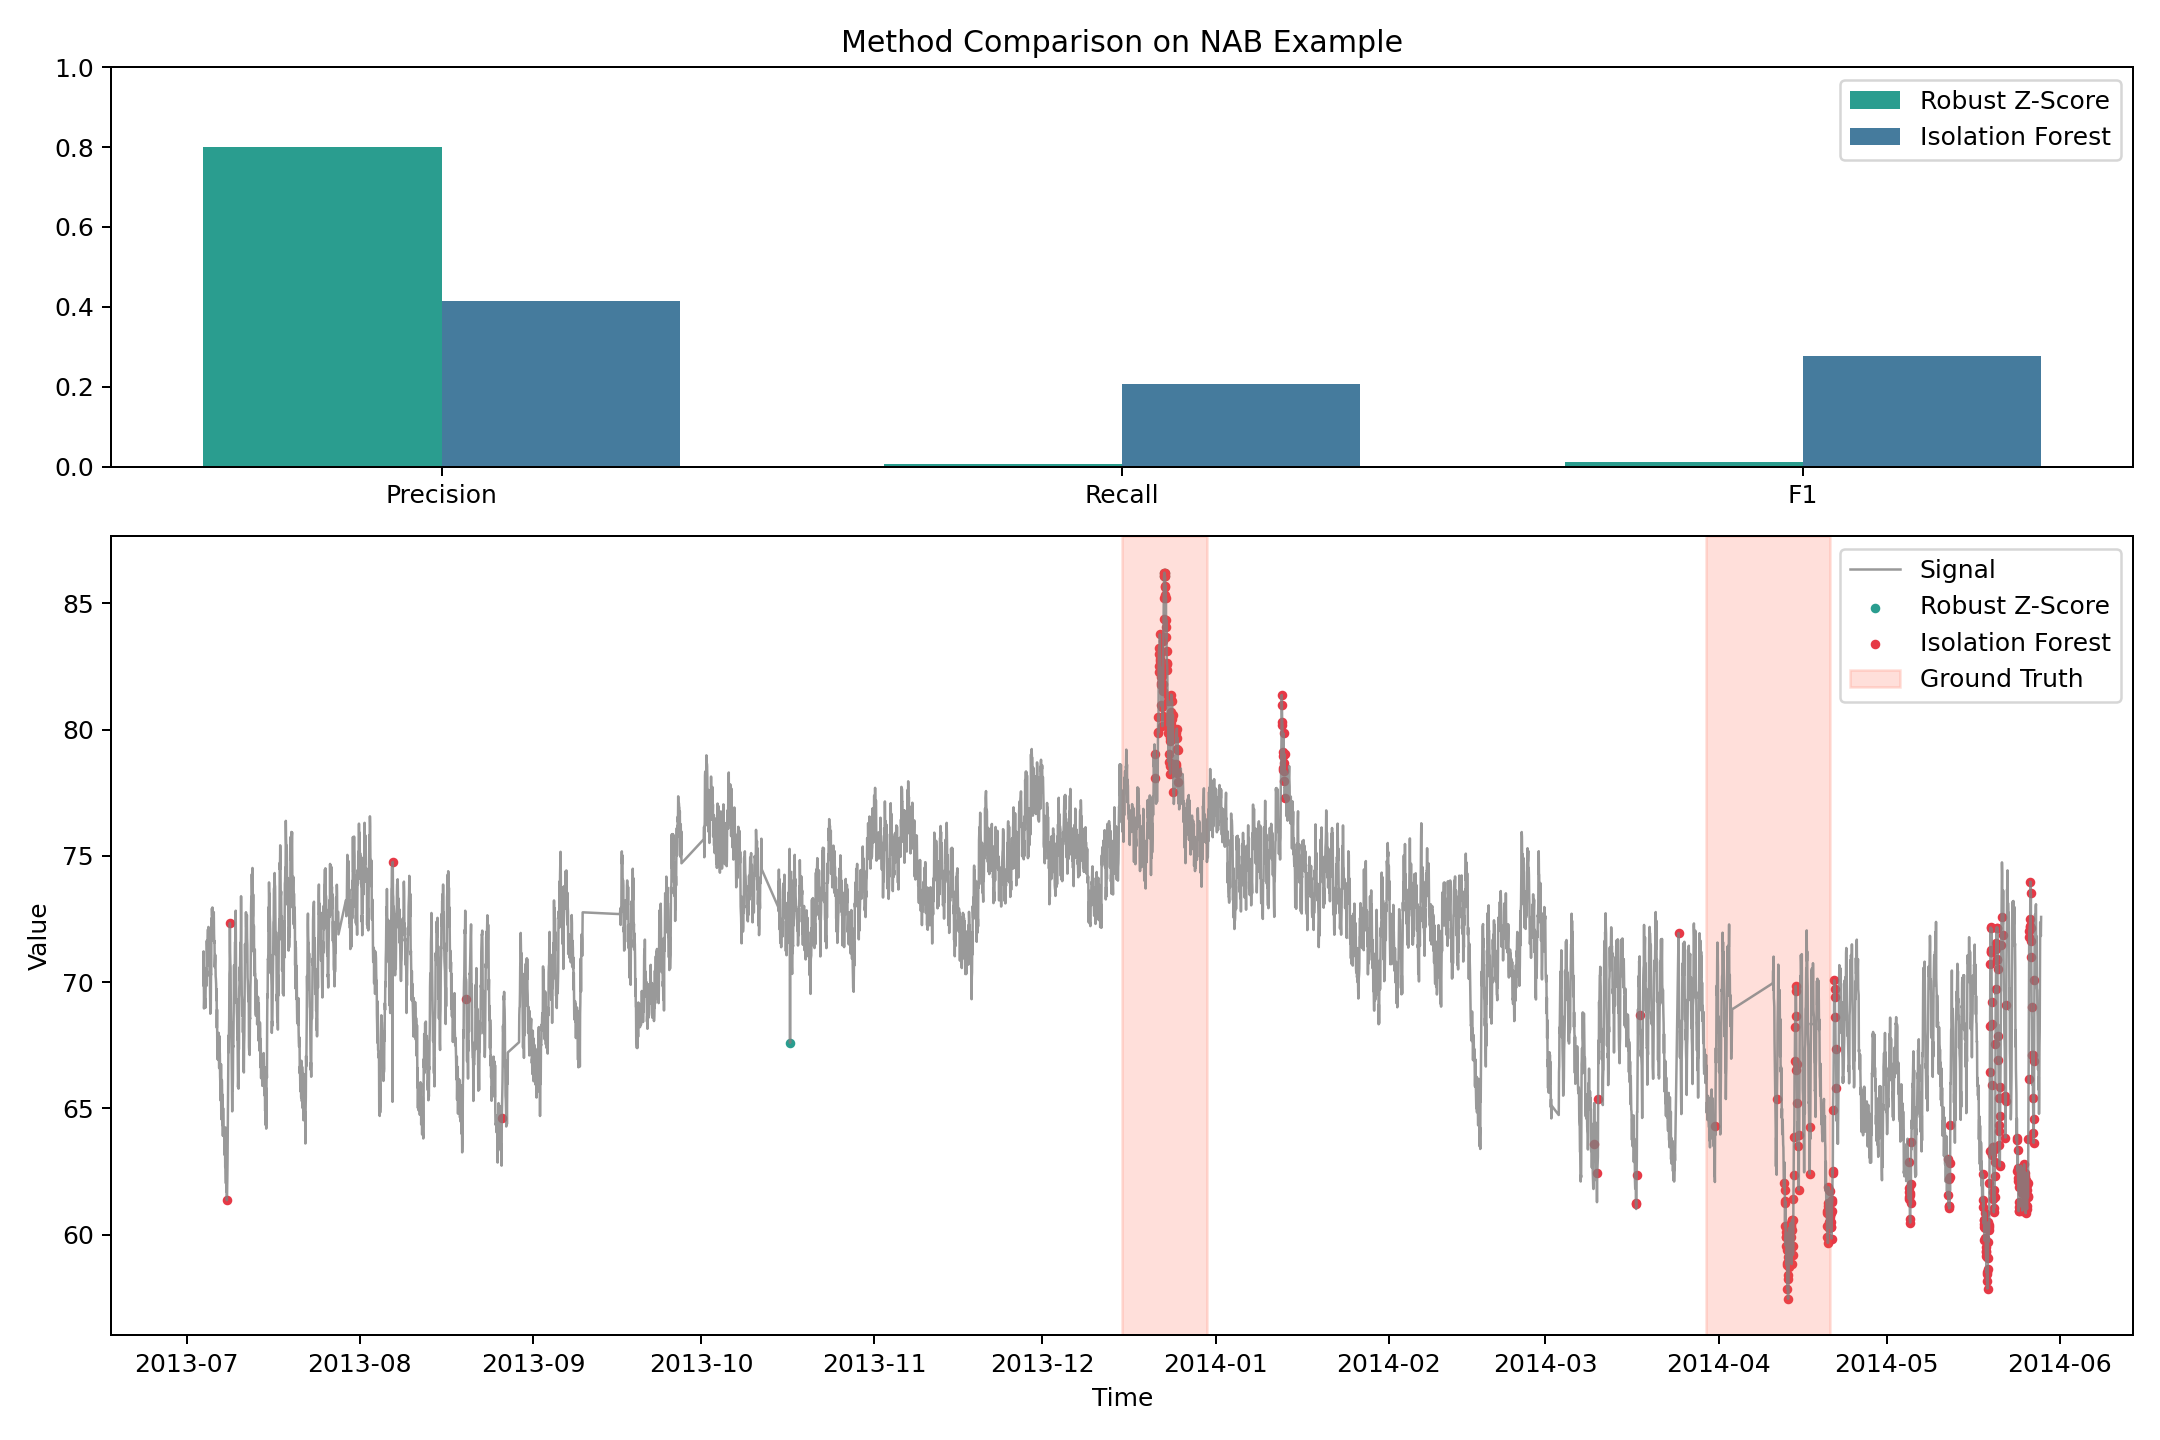 Method Comparison on NAB Example
1.0
0.8
0.6
0.4
0.2
0.0
Robust Z-Score
Isolation Forest
Precision
Recall
F1
Signal
Robust Z-Score
Isolation Forest
Ground Truth
85
80
75
70
65
60
Value
2013-07
2013-08
2013-09
2013-10
2013-11
2013-12
2014-01
2014-02
2014-03
2014-04
2014-05
2014-06
Time